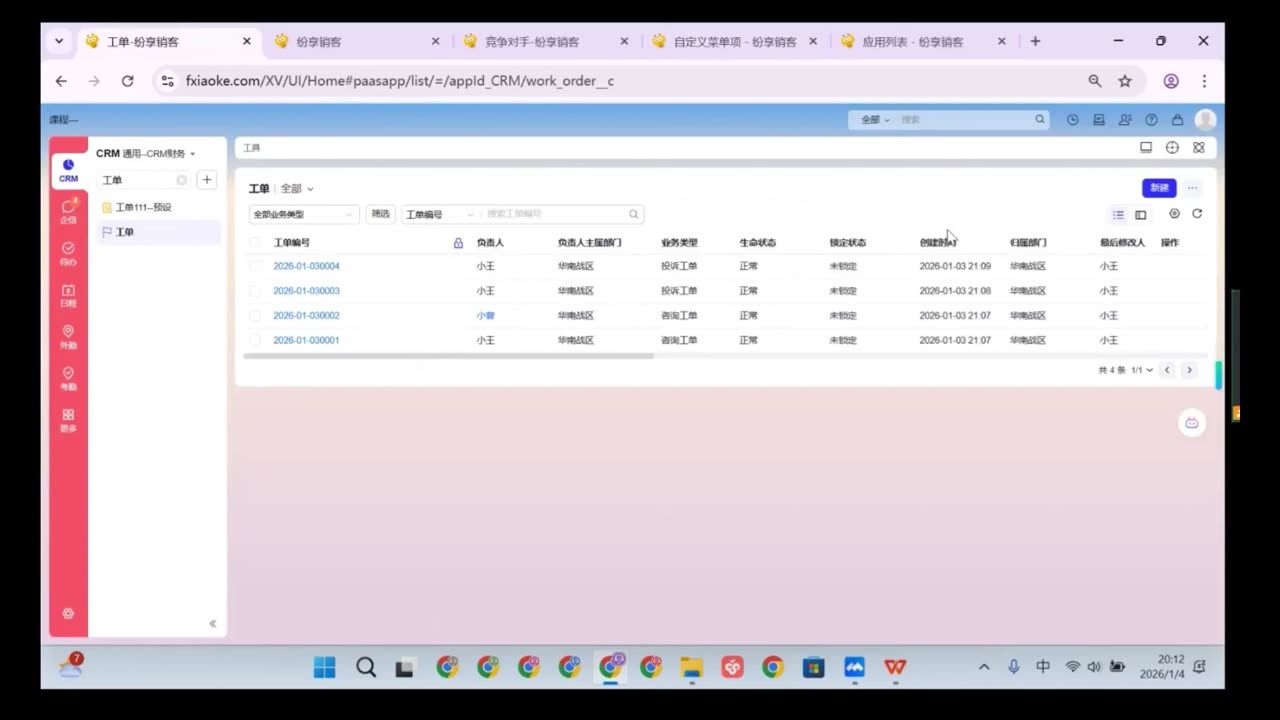 工单-纷享销客
纷享销客
竞争对手-纷享销客
自定义菜单项 - 纷享销客
应用列表 - 纷享销客
fxiaoke.com/XV/UI/Home#paasapp/list/=/appId_CRM/work_order__c
课程—
全部
搜索
CRM
企信
4
待办
日程
外勤
考勤
更多
CRM 通用--CRM财务
工单
工单111--预设
工单
工具
工单 全部
新建
全部业务类型
筛选
工单编号
搜索工单编号
工单编号 负责人 负责人主属部门 业务类型 生命状态 锁定状态 创建时 归属部门 最后修改人 操作
2026-01-030004 小王 华南战区 投诉工单 正常 未锁定 2026-01-03 21:09 华南战区 小王
2026-01-030003 小王 华南战区 投诉工单 正常 未锁定 2026-01-03 21:08 华南战区 小王
2026-01-030002 小曾 华南战区 咨询工单 正常 未锁定 2026-01-03 21:07 华南战区 小王
2026-01-030001 小王 华南战区 咨询工单 正常 未锁定 2026-01-03 21:07 华南战区 小王
共 4 条 1/1
7
中
20:12
2026/1/4